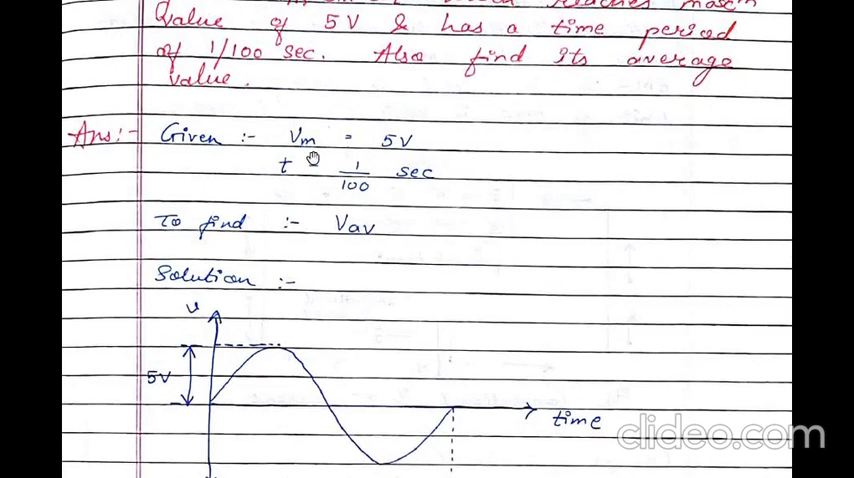 Value of 5V & has a time period
of 1/100 sec. Also find its average
value.
Ans:- Given :- Vm = 5V
t 1/100 sec
To find :- Vav
Solution :-
v
5V
time
clideo.com